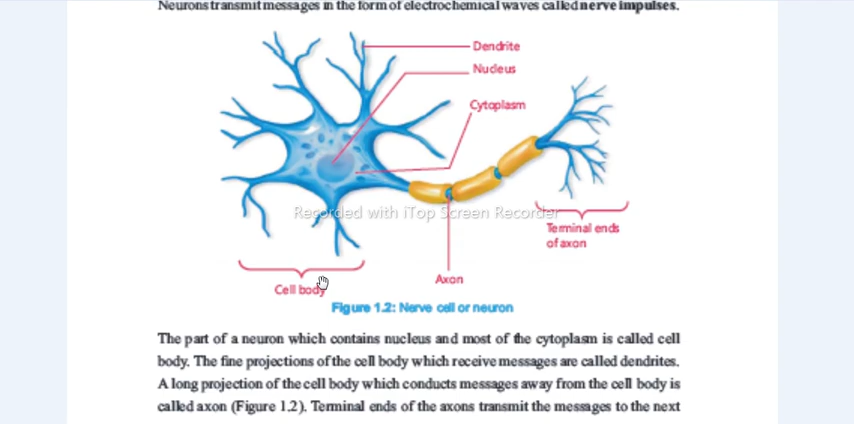 Neurons transmit messages in the form of electrochemical waves called nerve impulses.
Dendrite
Nucleus
Cytoplasm
Recorded with iTop Screen Recorder
Terminal ends
of axon
Axon
Cell body
Figure 1.2: Nerve cell or neuron
The part of a neuron which contains nucleus and most of the cytoplasm is called cell
body. The fine projections of the cell body which receive messages are called dendrites.
A long projection of the cell body which conducts messages away from the cell body is
called axon (Figure 1.2). Terminal ends of the axons transmit the messages to the next